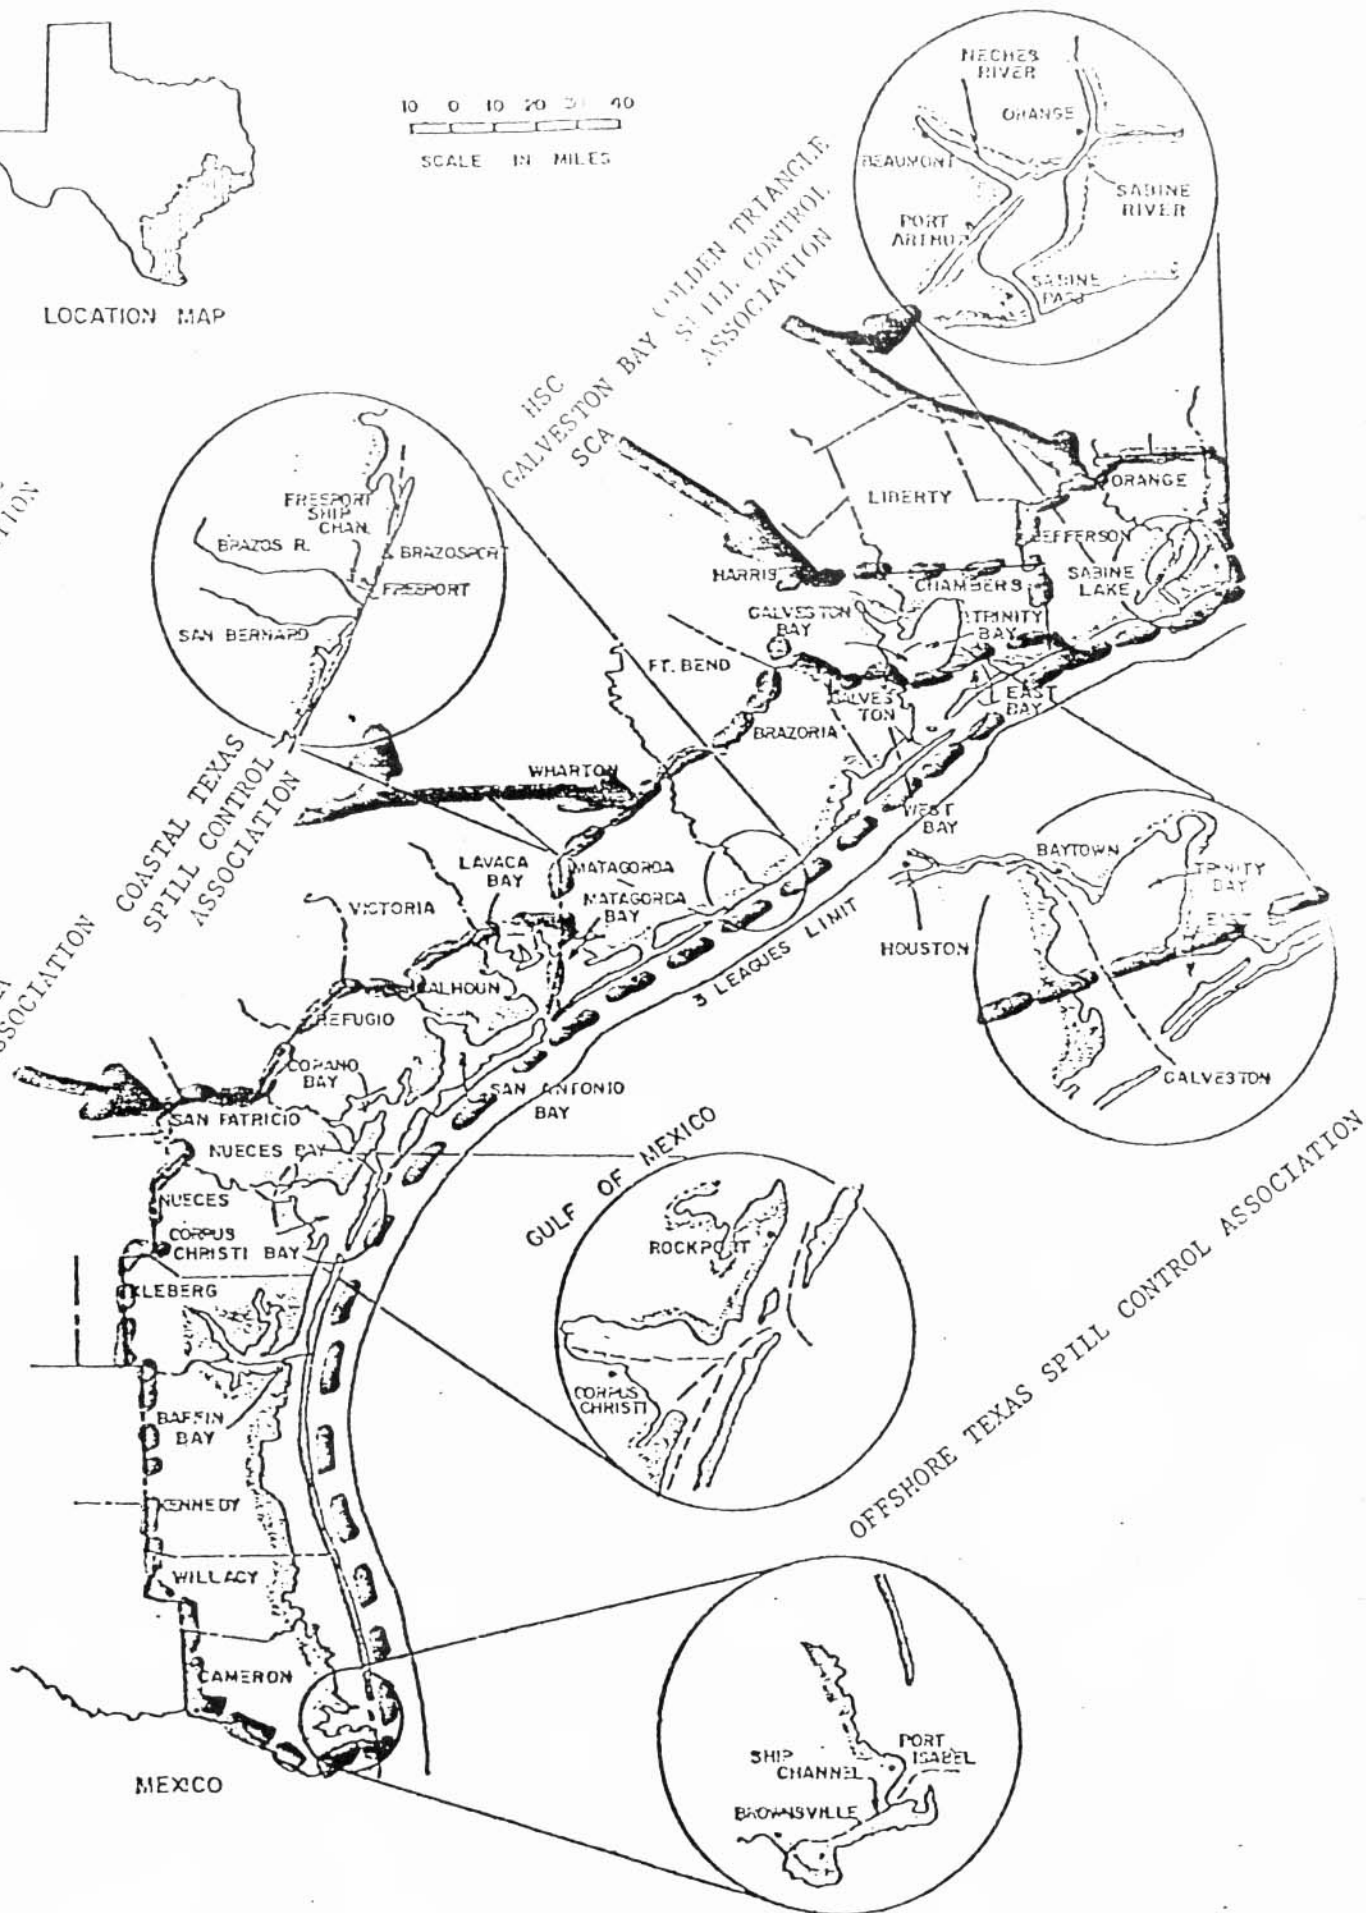 10 0 10 20 30 40
SCALE IN MILES
LOCATION MAP
NECHES
RIVER
ORANGE
BEAUMONT
SABINE
RIVER
PORT
ARTHUR
SABINE
PASS
GOLDEN TRIANGLE
SPILL CONTROL
ASSOCIATION
HSC
GALVESTON BAY
SCA
FREEPORT
SHIP
CHAN.
BRAZOS R.
BRAZOSPORT
FREEPORT
SAN BERNARD
LIBERTY
ORANGE
JEFFERSON
HARRIS
CHAMBERS
SABINE
LAKE
GALVESTON
BAY
TRINITY
BAY
FT. BEND
EAST
BAY
GALVES
TON
BRAZORIA
WHARTON
WEST
BAY
COASTAL TEXAS
SPILL CONTROL
ASSOCIATION
LAVACA
BAY
MATAGORDA
MATAGORDA
BAY
VICTORIA
BAYTOWN
TRINITY
BAY
EAST
HOUSTON
GALVESTON
3 LEAGUES LIMIT
ASSOCIATION
CALHOUN
REFUGIO
COPANO
BAY
SAN ANTONIO
BAY
SAN PATRICIO
NUECES BAY
NUECES
CORPUS
CHRISTI BAY
GULF OF MEXICO
ROCKPORT
CORPUS
CHRISTI
KLEBERG
BAFFIN
BAY
KENNEDY
WILLACY
CAMERON
OFFSHORE TEXAS SPILL CONTROL ASSOCIATION
MEXICO
SHIP
CHANNEL
PORT
ISABEL
BROWNSVILLE